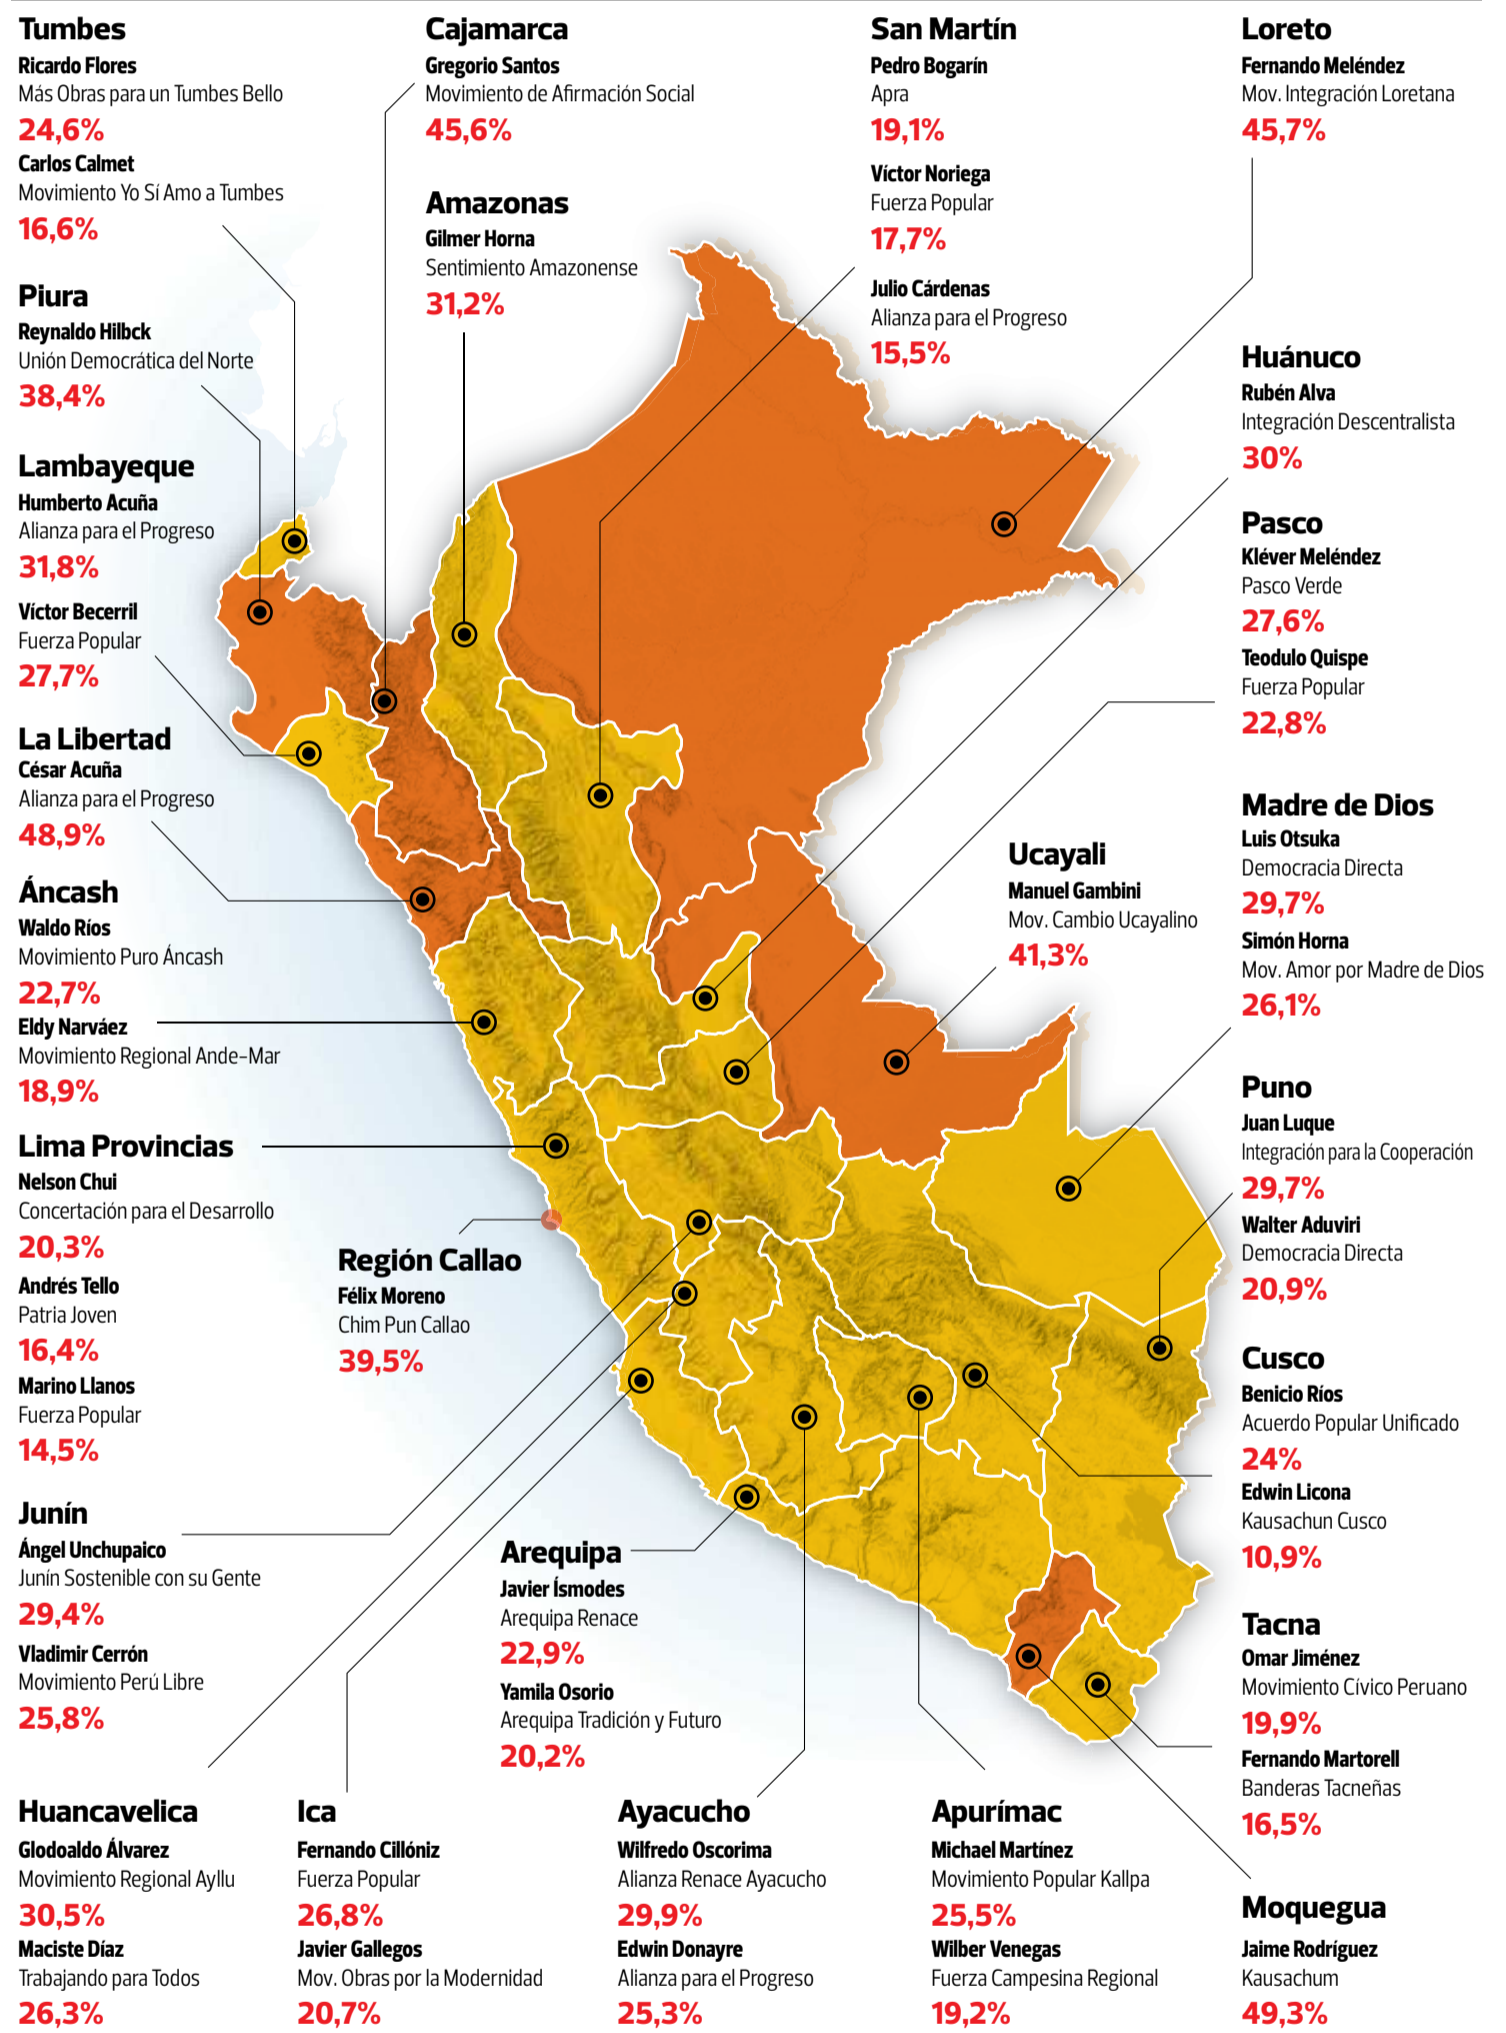 Tumbes
Ricardo Flores
Más Obras para un Tumbes Bello
24,6%
Carlos Calmet
Movimiento Yo Sí Amo a Tumbes
16,6%
Piura
Reynaldo Hilbck
Unión Democrática del Norte
38,4%
Lambayeque
Humberto Acuña
Alianza para el Progreso
31,8%
Víctor Becerril
Fuerza Popular
27,7%
La Libertad
César Acuña
Alianza para el Progreso
48,9%
Áncash
Waldo Ríos
Movimiento Puro Áncash
22,7%
Eldy Narváez
Movimiento Regional Ande-Mar
18,9%
Lima Provincias
Nelson Chui
Concertación para el Desarrollo
20,3%
Andrés Tello
Patria Joven
16,4%
Marino Llanos
Fuerza Popular
14,5%
Junín
Ángel Unchupaico
Junín Sostenible con su Gente
29,4%
Vladimir Cerrón
Movimiento Perú Libre
25,8%
Cajamarca
Gregorio Santos
Movimiento de Afirmación Social
45,6%
Amazonas
Gilmer Horna
Sentimiento Amazonense
31,2%
San Martín
Pedro Bogarín
Apra
19,1%
Víctor Noriega
Fuerza Popular
17,7%
Julio Cárdenas
Alianza para el Progreso
15,5%
Loreto
Fernando Meléndez
Mov. Integración Loretana
45,7%
Huánuco
Rubén Alva
Integración Descentralista
30%
Pasco
Kléver Meléndez
Pasco Verde
27,6%
Teodulo Quispe
Fuerza Popular
22,8%
Ucayali
Manuel Gambini
Mov. Cambio Ucayalino
41,3%
Madre de Dios
Luis Otsuka
Democracia Directa
29,7%
Simón Horna
Mov. Amor por Madre de Dios
26,1%
Puno
Juan Luque
Integración para la Cooperación
29,7%
Walter Aduviri
Democracia Directa
20,9%
Cusco
Benicio Ríos
Acuerdo Popular Unificado
24%
Edwin Licona
Kausachun Cusco
10,9%
Tacna
Omar Jiménez
Movimiento Cívico Peruano
19,9%
Fernando Martorell
Banderas Tacneñas
16,5%
Región Callao
Félix Moreno
Chim Pun Callao
39,5%
Arequipa
Javier Ísmodes
Arequipa Renace
22,9%
Yamila Osorio
Arequipa Tradición y Futuro
20,2%
Huancavelica
Glodoaldo Álvarez
Movimiento Regional Ayllu
30,5%
Maciste Díaz
Trabajando para Todos
26,3%
Ica
Fernando Cillóniz
Fuerza Popular
26,8%
Javier Gallegos
Mov. Obras por la Modernidad
20,7%
Ayacucho
Wilfredo Oscorima
Alianza Renace Ayacucho
29,9%
Edwin Donayre
Alianza para el Progreso
25,3%
Apurímac
Michael Martínez
Movimiento Popular Kallpa
25,5%
Wilber Venegas
Fuerza Campesina Regional
19,2%
Moquegua
Jaime Rodríguez
Kausachum
49,3%